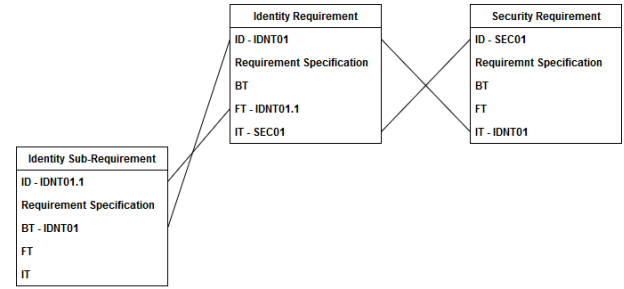 Identity Requirement
ID - IDNT01
Requirement Specification
BT
FT - IDNT01.1
IT - SEC01
Security Requirement
ID - SEC01
Requiremnt Specification
BT
FT
IT - IDNT01
Identity Sub-Requirement
ID - IDNT01.1
Requirement Specification
BT - IDNT01
FT
IT